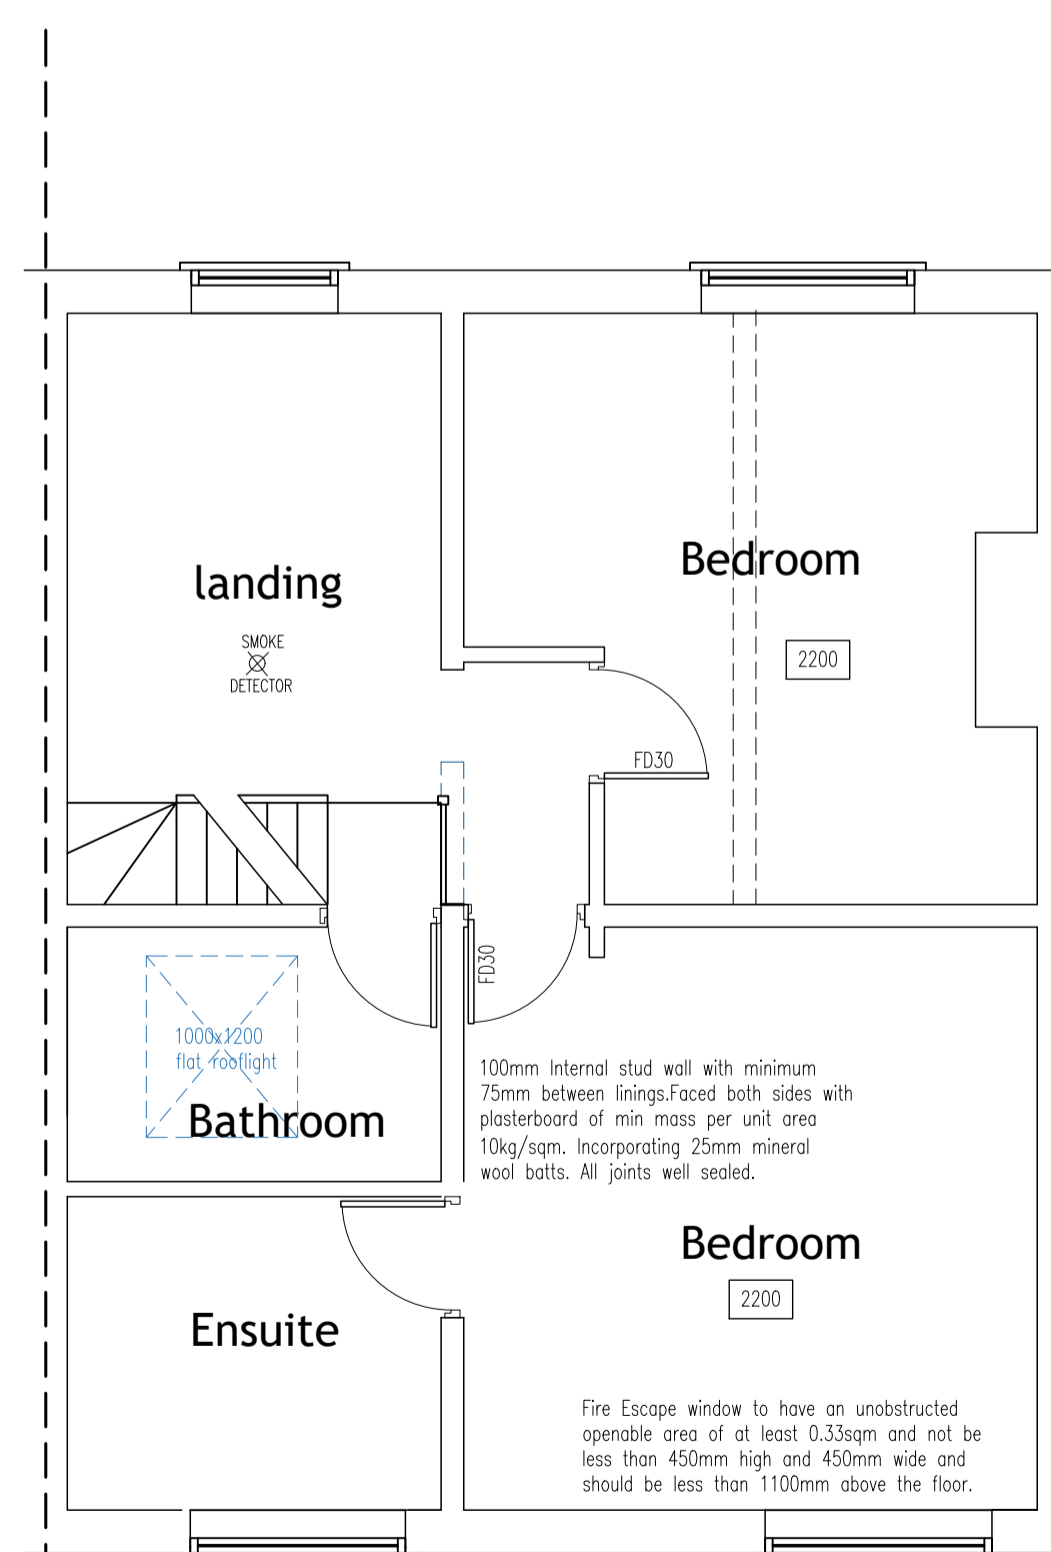 landing
SMOKE
DETECTOR
Bedroom
2200
FD30
FD30
1000x1200
flat rooflight
Bathroom
100mm Internal stud wall with minimum
75mm between linings.Faced both sides with
plasterboard of min mass per unit area
10kg/sqm. Incorporating 25mm mineral
wool batts. All joints well sealed.
Bedroom
2200
Ensuite
Fire Escape window to have an unobstructed
openable area of at least 0.33sqm and not be
less than 450mm high and 450mm wide and
should be less than 1100mm above the floor.